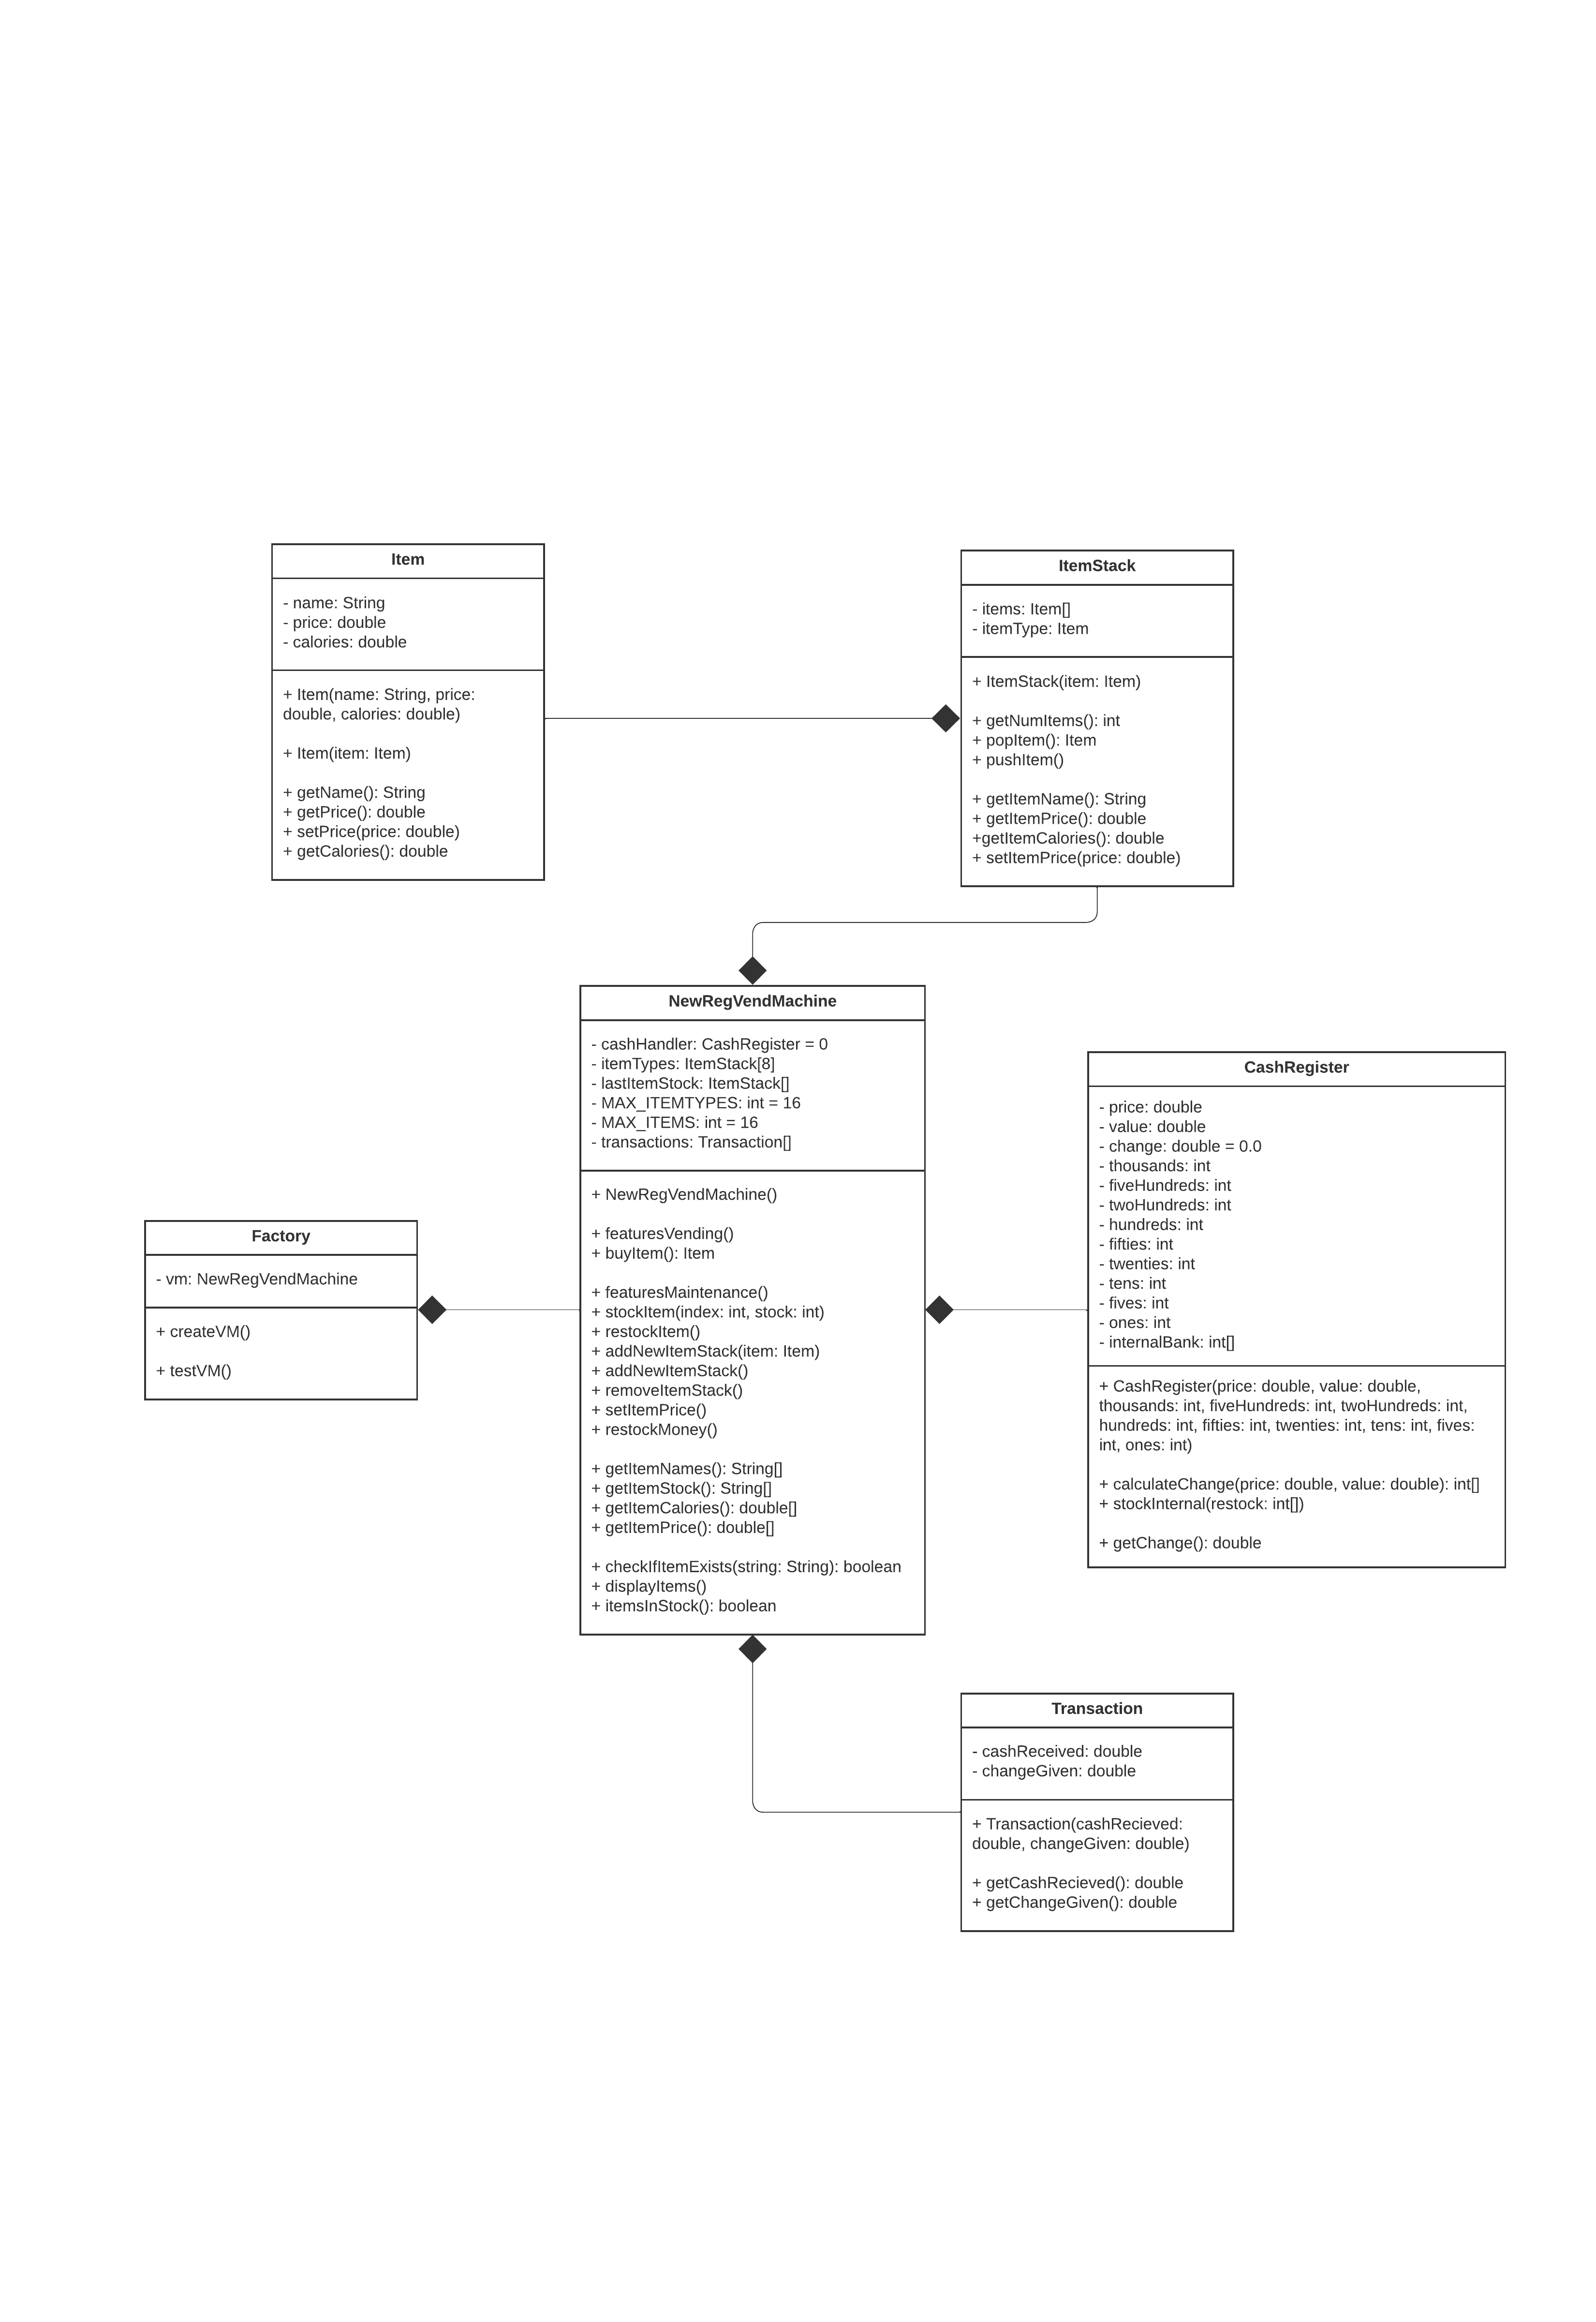 Item
- name: String
- price: double
- calories: double
+ Item(name: String, price:
double, calories: double)
+ Item(item: Item)
+ getName(): String
+ getPrice(): double
+ setPrice(price: double)
+ getCalories(): double
ItemStack
- items: Item[]
- itemType: Item
+ ItemStack(item: Item)
+ getNumItems(): int
+ popItem(): Item
+ pushItem()
+ getItemName(): String
+ getItemPrice(): double
+getItemCalories(): double
+ setItemPrice(price: double)
NewRegVendMachine
- cashHandler: CashRegister = 0
- itemTypes: ItemStack[8]
- lastItemStock: ItemStack[]
- MAX_ITEMTYPES: int = 16
- MAX_ITEMS: int = 16
- transactions: Transaction[]
+ NewRegVendMachine()
+ featuresVending()
+ buyItem(): Item
+ featuresMaintenance()
+ stockItem(index: int, stock: int)
+ restockItem()
+ addNewItemStack(item: Item)
+ addNewItemStack()
+ removeItemStack()
+ setItemPrice()
+ restockMoney()
+ getItemNames(): String[]
+ getItemStock(): String[]
+ getItemCalories(): double[]
+ getItemPrice(): double[]
+ checkIfItemExists(string: String): boolean
+ displayItems()
+ itemsInStock(): boolean
CashRegister
- price: double
- value: double
- change: double = 0.0
- thousands: int
- fiveHundreds: int
- twoHundreds: int
- hundreds: int
- fifties: int
- twenties: int
- tens: int
- fives: int
- ones: int
- internalBank: int[]
+ CashRegister(price: double, value: double,
thousands: int, fiveHundreds: int, twoHundreds: int,
hundreds: int, fifties: int, twenties: int, tens: int, fives:
int, ones: int)
+ calculateChange(price: double, value: double): int[]
+ stockInternal(restock: int[])
+ getChange(): double
Factory
- vm: NewRegVendMachine
+ createVM()
+ testVM()
Transaction
- cashReceived: double
- changeGiven: double
+ Transaction(cashRecieved:
double, changeGiven: double)
+ getCashRecieved(): double
+ getChangeGiven(): double